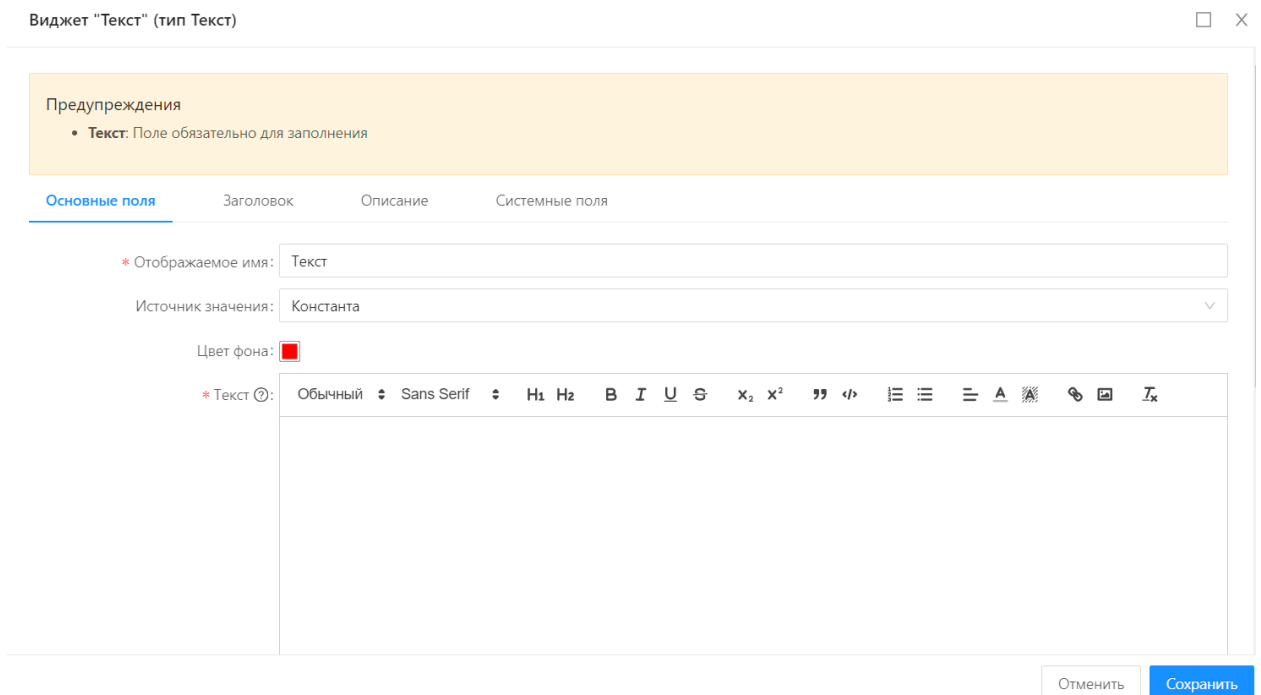 Виджет "Текст" (тип Текст)
Предупреждения
• Текст: Поле обязательно для заполнения
Основные поля Заголовок Описание Системные поля
* Отображаемое имя: Текст
Источник значения: Константа
Цвет фона:
* Текст ?:
Обычный Sans Serif H1 H2 B I U S X2 X² ” </> A A Tx
Отменить Сохранить